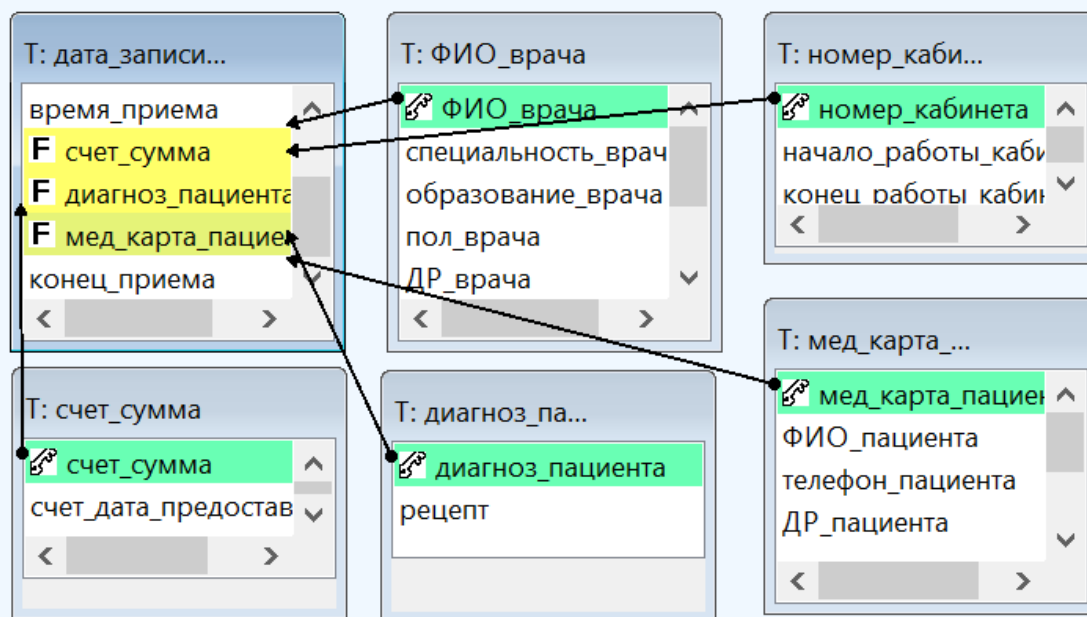 T: дата_записи...
время_приема
F счет_сумма
F диагноз_пациента
F мед_карта_пацие
конец_приема
T: ФИО_врача
ФИО_врача
специальность_врач
образование_врача
пол_врача
ДР_врача
T: номер_каби...
номер_кабинета
начало_работы_каби
конец_работы_кабин
T: счет_сумма
счет_сумма
счет_дата_предостав
T: диагноз_па...
диагноз_пациента
рецепт
T: мед_карта_...
мед_карта_пациен
ФИО_пациента
телефон_пациента
ДР_пациента